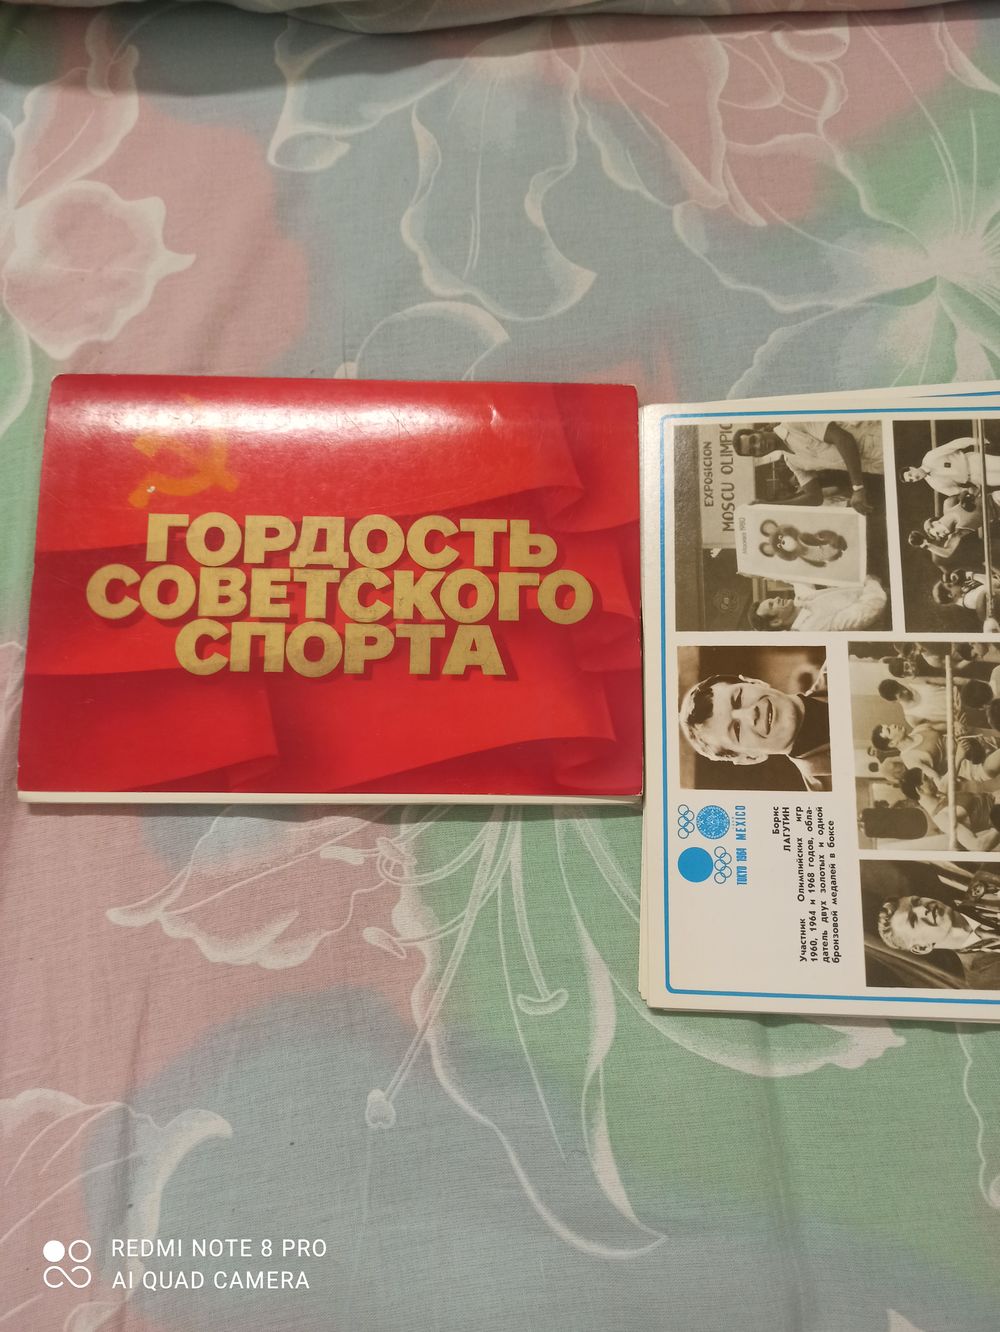 ГОРДОСТЬ
СОВЕТСКОГО
СПОРТА
EXPOSICION
MOSCU OLIMPIC
TOKYO 1964
MEXICO
Борис
ЛАГУТИН
Участник Олимпийских игр
1960, 1964 и 1968 годов, обла-
датель двух золотых и одной
бронзовой медалей в боксе
REDMI NOTE 8 PRO
AI QUAD CAMERA